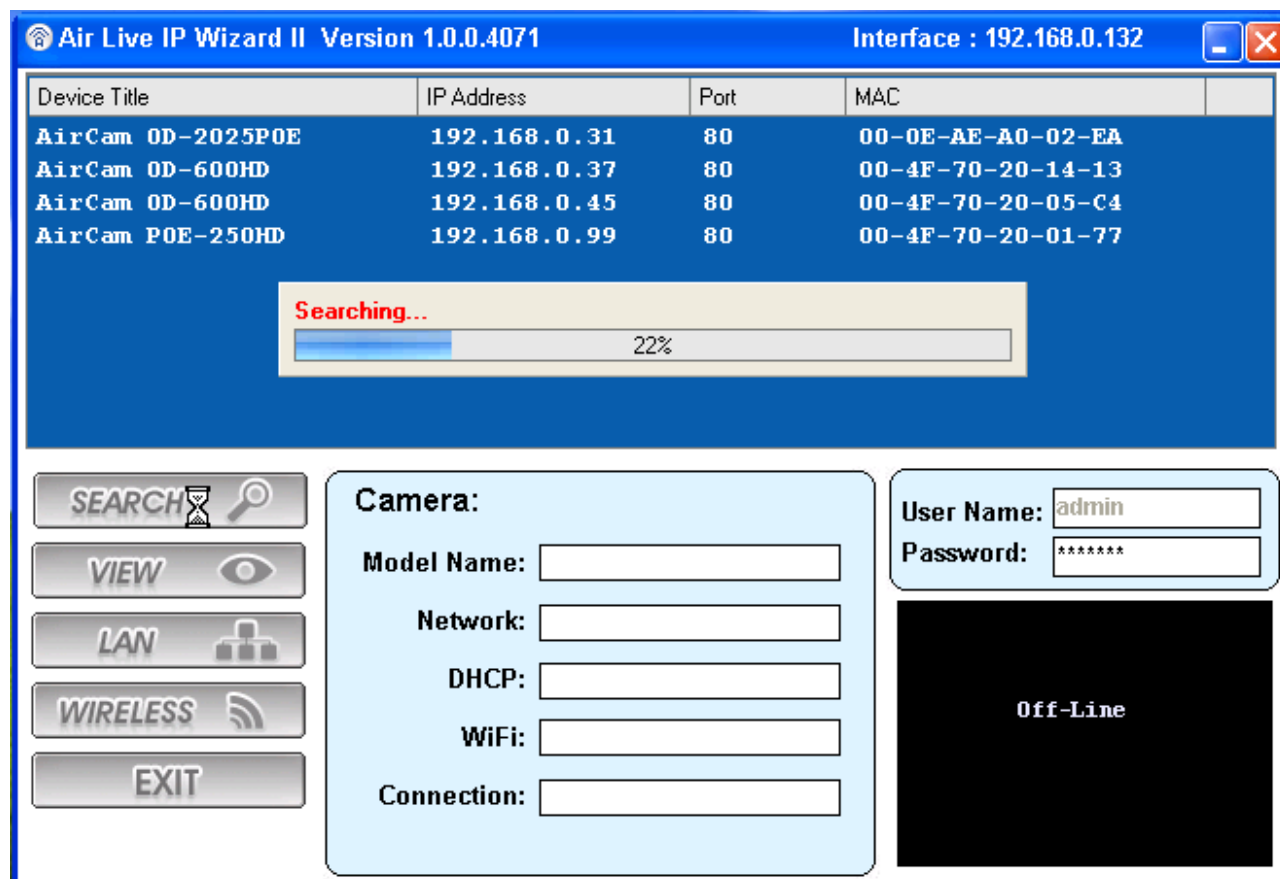 Air Live IP Wizard II Version 1.0.0.4071 Interface : 192.168.0.132
Device Title IP Address Port MAC
AirCam OD-2025POE 192.168.0.31 80 00-0E-AE-A0-02-EA
AirCam OD-600HD 192.168.0.37 80 00-4F-70-20-14-13
AirCam OD-600HD 192.168.0.45 80 00-4F-70-20-05-C4
AirCam POE-250HD 192.168.0.99 80 00-4F-70-20-01-77
Searching...
22%
SEARCH
VIEW
LAN
WIRELESS
EXIT
Camera:
Model Name:
Network:
DHCP:
WiFi:
Connection:
User Name: admin
Password: *******
Off-Line